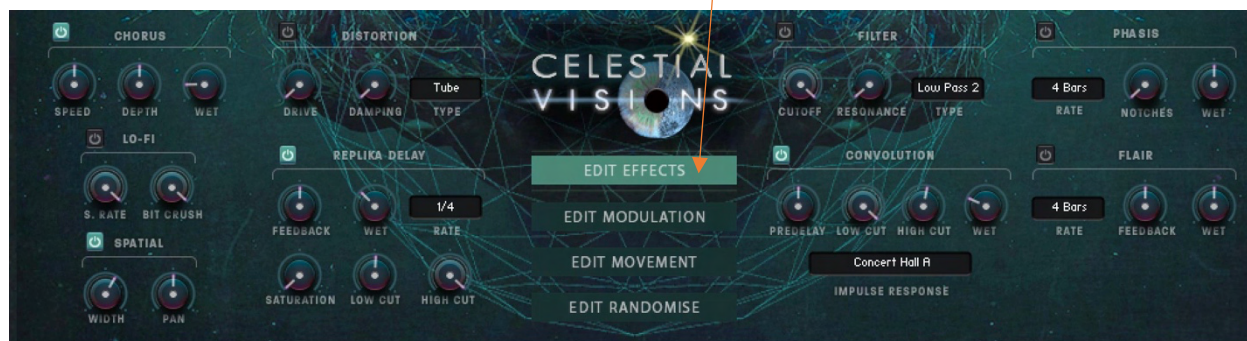 CHORUS
SPEED DEPTH WET
LO-FI
S. RATE BIT CRUSH
SPATIAL
WIDTH PAN
DISTORTION
Tube
DRIVE DAMPING TYPE
REPLIKA DELAY
1/4
FEEDBACK WET RATE
SATURATION LOW CUT HIGH CUT
CELESTIAL
VISIONS
EDIT EFFECTS
EDIT MODULATION
EDIT MOVEMENT
EDIT RANDOMISE
FILTER
Low Pass 2
CUTOFF RESONANCE TYPE
CONVOLUTION
PREDELAY LOW CUT HIGH CUT WET
Concert Hall A
IMPULSE RESPONSE
PHASIS
4 Bars
RATE NOTCHES WET
FLAIR
4 Bars
RATE FEEDBACK WET